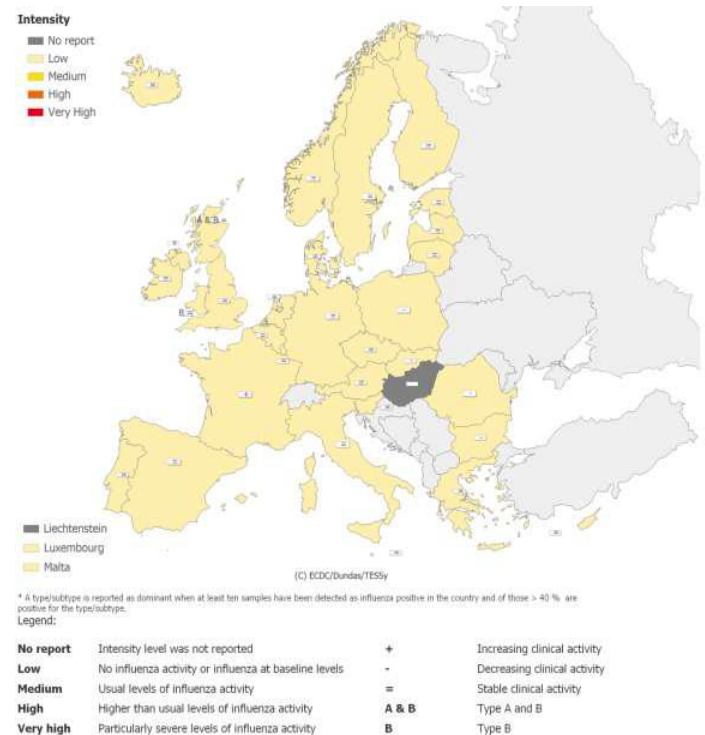 Intensity
No report
Low
Medium
High
Very High
A & B
B
Liechtenstein
Luxembourg
Malta
(C) ECDC/Dundas/TESSy
* A type/subtype is reported as dominant when at least ten samples have been detected as influenza positive in the country and of those > 40 % are
positive for the type/subtype.
Legend:
No report Intensity level was not reported + Increasing clinical activity
Low No influenza activity or influenza at baseline levels - Decreasing clinical activity
Medium Usual levels of influenza activity = Stable clinical activity
High Higher than usual levels of influenza activity A & B Type A and B
Very high Particularly severe levels of influenza activity B Type B